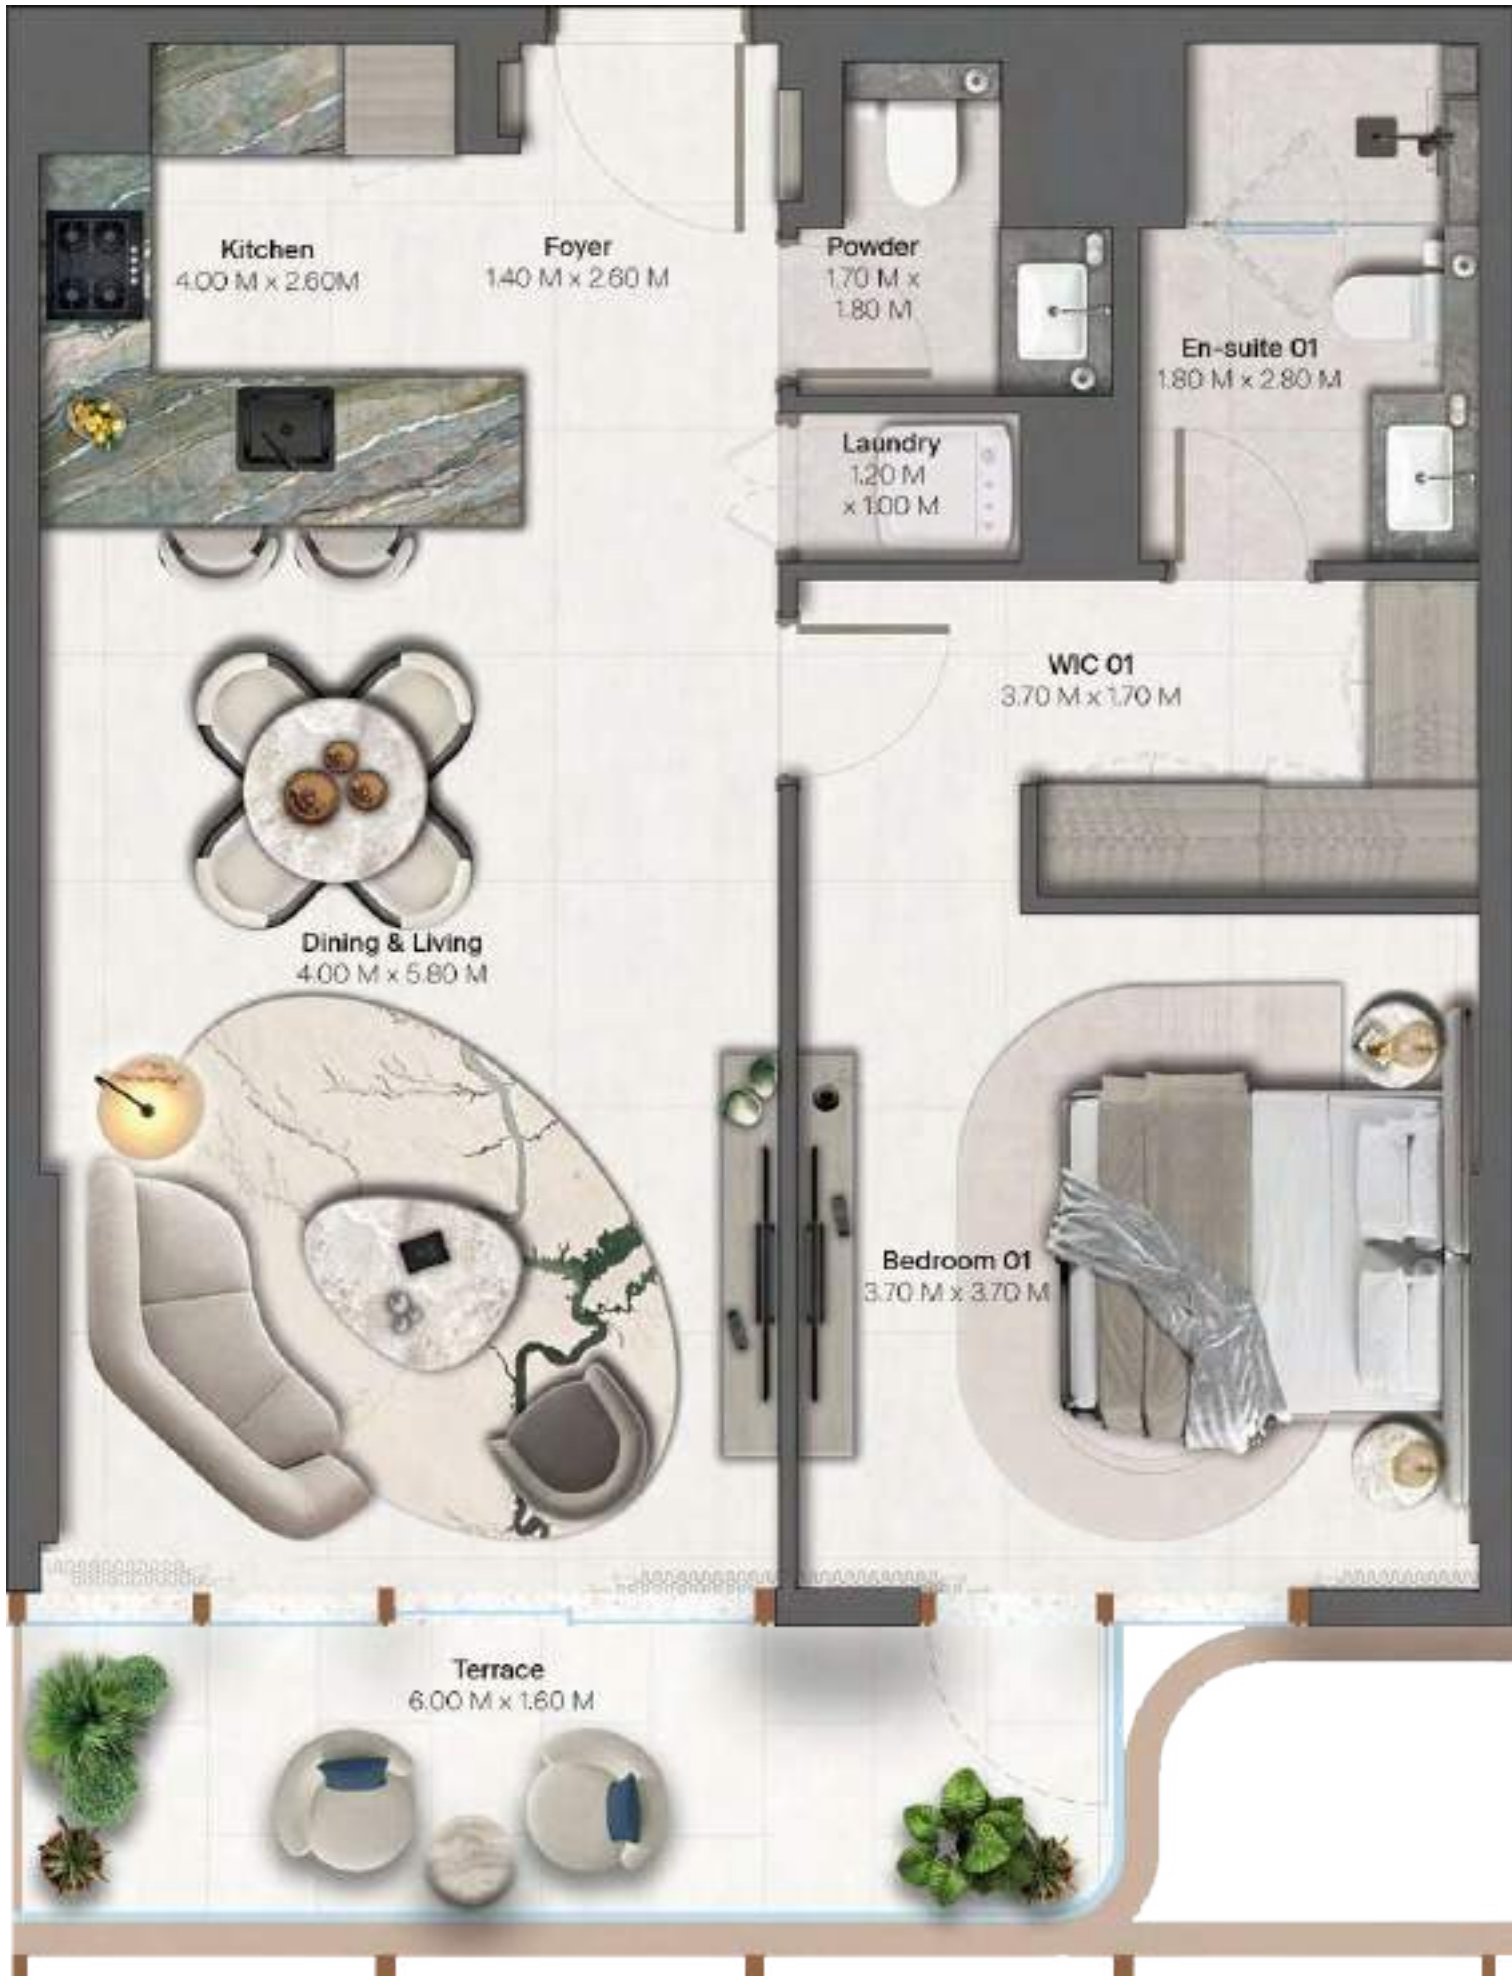 Kitchen
4.00 M x 2.60M
Foyer
1.40 M x 2.60 M
Powder
1.70 M x
1.80 M
En-suite 01
1.80 M x 2.80 M
Laundry
1.20 M
x 1.00 M
WIC 01
3.70 M x 1.70 M
Dining & Living
4.00 M x 5.80 M
Bedroom 01
3.70 M x 3.70 M
Terrace
6.00 M x 1.60 M